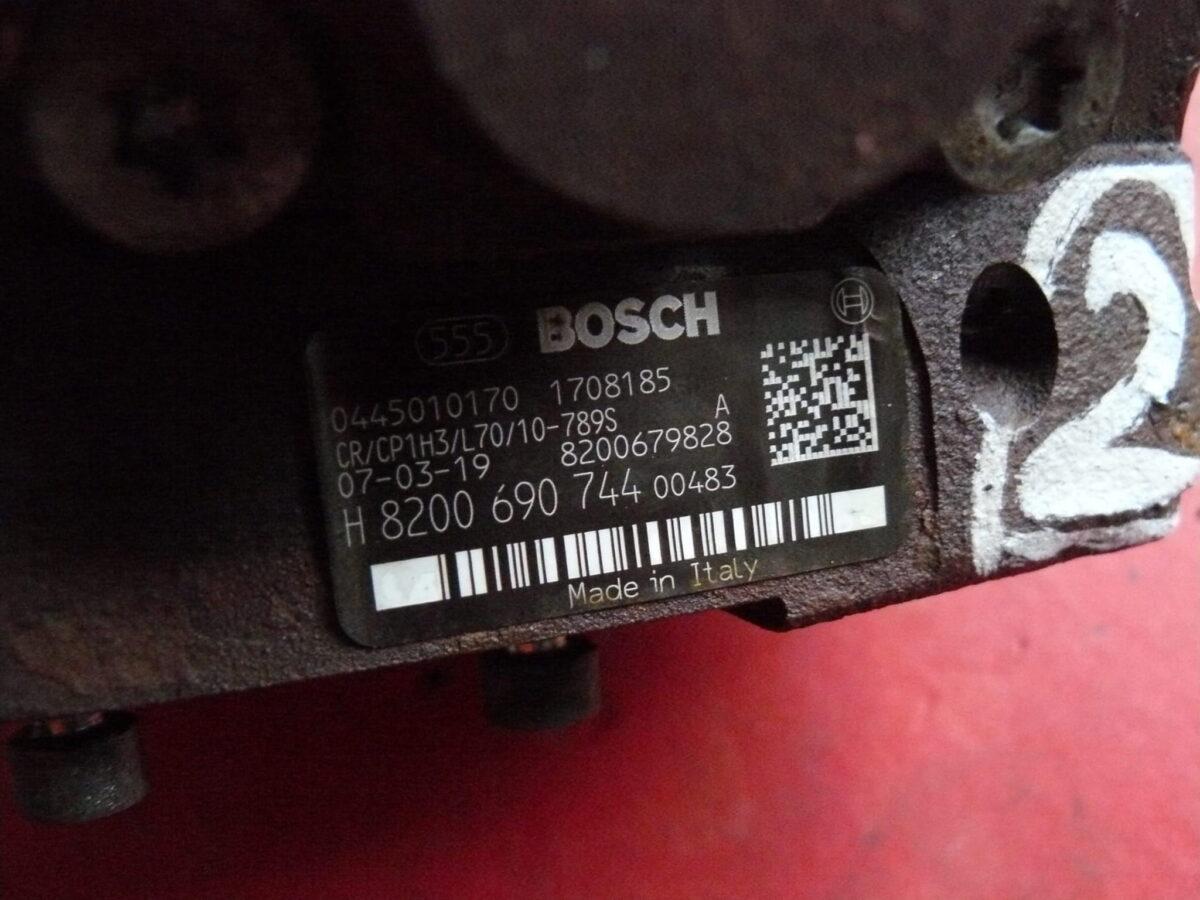 555 BOSCH H
0445010170 1708185
CR/CP1H3/L70/10-789S A
07-03-19 8200679828
H 8200 690 744 00483
Made in Italy
2